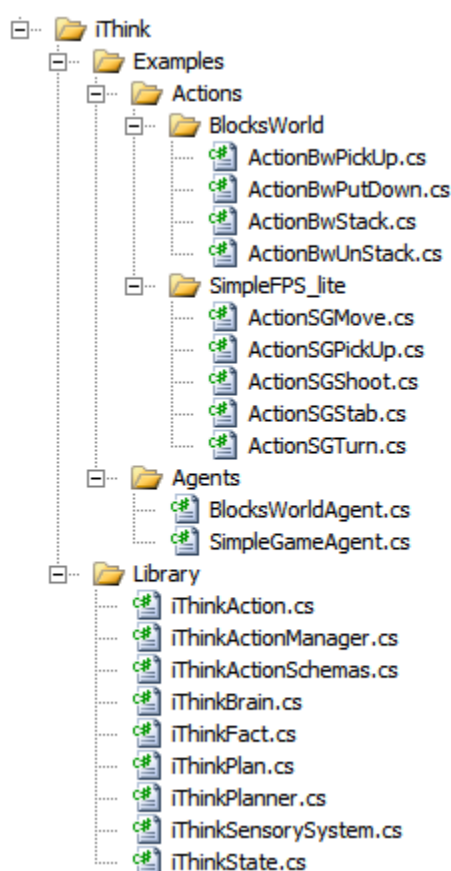 iThink
Examples
Actions
BlocksWorld
ActionBwPickUp.cs
ActionBwPutDown.cs
ActionBwStack.cs
ActionBwUnStack.cs
SimpleFPS_lite
ActionSGMove.cs
ActionSGPickUp.cs
ActionSGShoot.cs
ActionSGStab.cs
ActionSGTurn.cs
Agents
BlocksWorldAgent.cs
SimpleGameAgent.cs
Library
iThinkAction.cs
iThinkActionManager.cs
iThinkActionSchemas.cs
iThinkBrain.cs
iThinkFact.cs
iThinkPlan.cs
iThinkPlanner.cs
iThinkSensorySystem.cs
iThinkState.cs